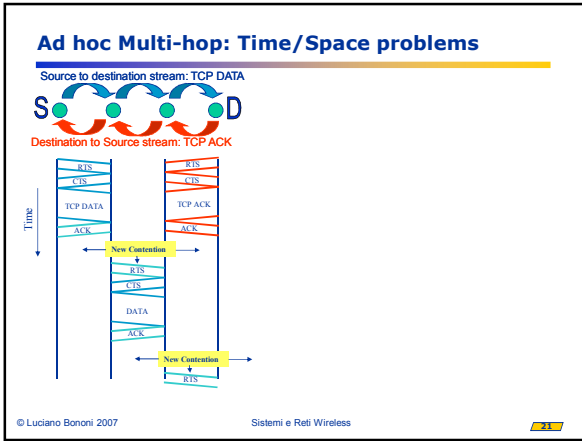 Ad hoc Multi-hop: Time/Space problems
Source to destination stream: TCP DATA
S D
Destination to Source stream: TCP ACK
RTS RTS
CTS CTS
Time
TCP DATA TCP ACK
ACK ACK
New Contention
RTS
CTS
DATA
ACK
New Contention
RTS
© Luciano Bononi 2007 Sistemi e Reti Wireless 21